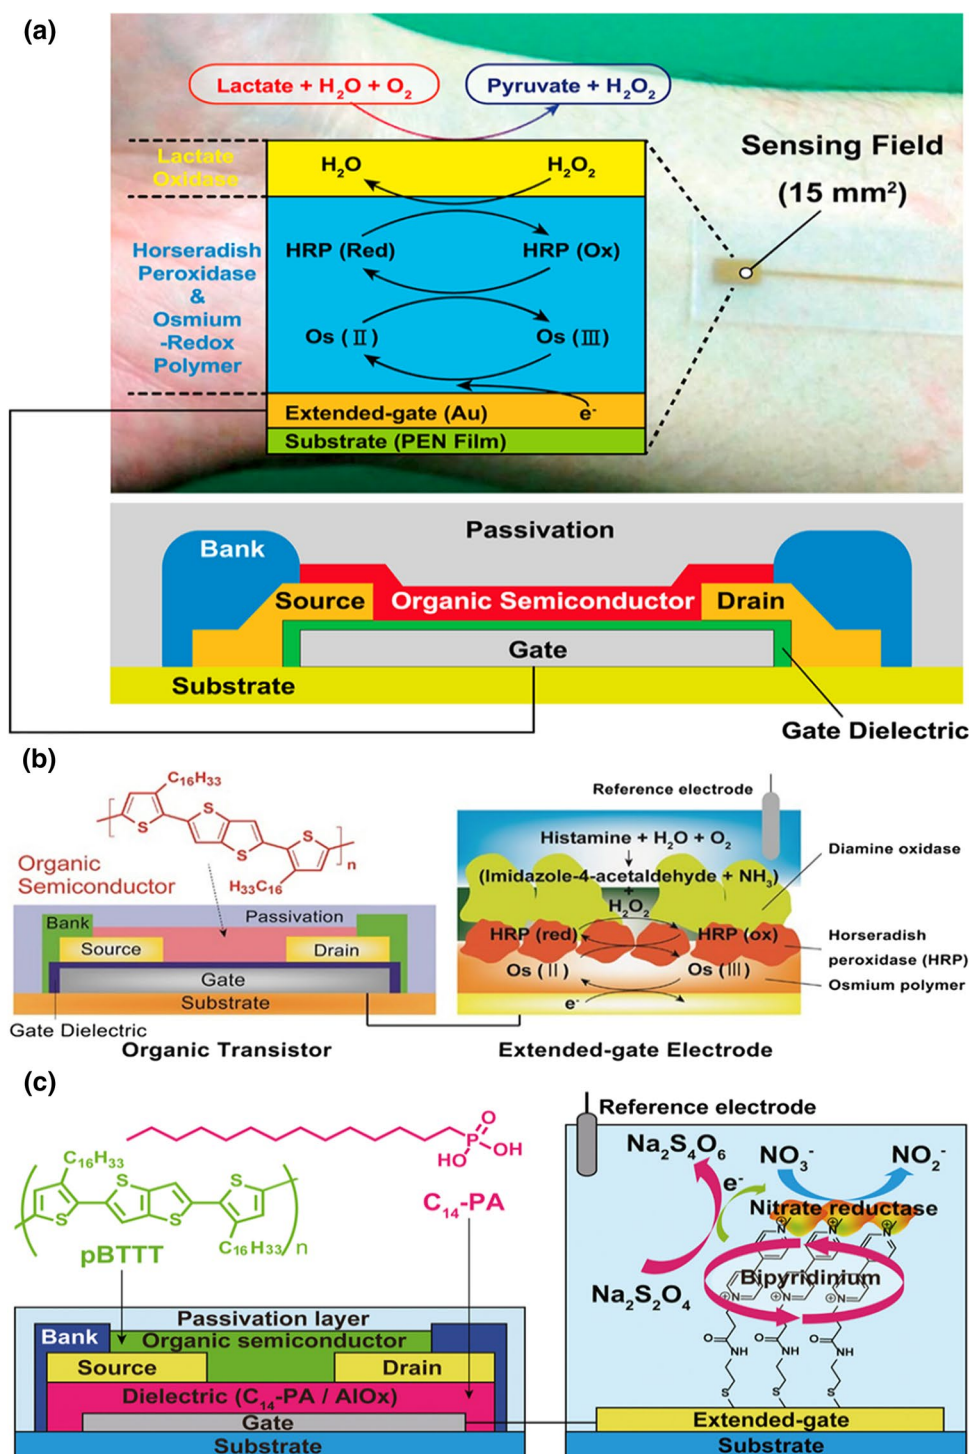 (a)
Lactate + H₂O + O₂
Pyruvate + H₂O₂
Lactate
Oxidase
H₂O
H₂O₂
Sensing Field
(15 mm²)
Horseradish
Peroxidase
&
Osmium
-Redox
Polymer
HRP (Red)
HRP (Ox)
Os (Ⅱ)
Os (Ⅲ)
Extended-gate (Au)
e⁻
Substrate (PEN Film)
Passivation
Bank
Source
Organic Semiconductor
Drain
Gate
Substrate
Gate Dielectric
(b)
C₁₆H₃₃
S
S
S
S
n
H₃₃C₁₆
Organic
Semiconductor
Bank
Passivation
Source
Drain
Gate
Substrate
Gate Dielectric
Organic Transistor
Reference electrode
Histamine + H₂O + O₂
(Imidazole-4-acetaldehyde + NH₃)
+
H₂O₂
HRP (red)
HRP (ox)
Os (Ⅱ)
Os (Ⅲ)
e⁻
Diamine oxidase
Horseradish
peroxidase (HRP)
Osmium polymer
Extended-gate Electrode
(c)
O
P
OH
HO
C₁₄-PA
C₁₆H₃₃
S
S
S
S
C₁₆H₃₃
n
pBTTT
Passivation layer
Bank
Organic semiconductor
Source
Drain
Dielectric (C₁₄-PA / AlOx)
Gate
Substrate
Reference electrode
Na₂S₄O₆
NO₃⁻
NO₂⁻
e⁻
Nitrate reductase
N N N
Bipyridinium
Na₂S₂O₄
N N N
O NH O NH O NH
S S S
Extended-gate
Substrate